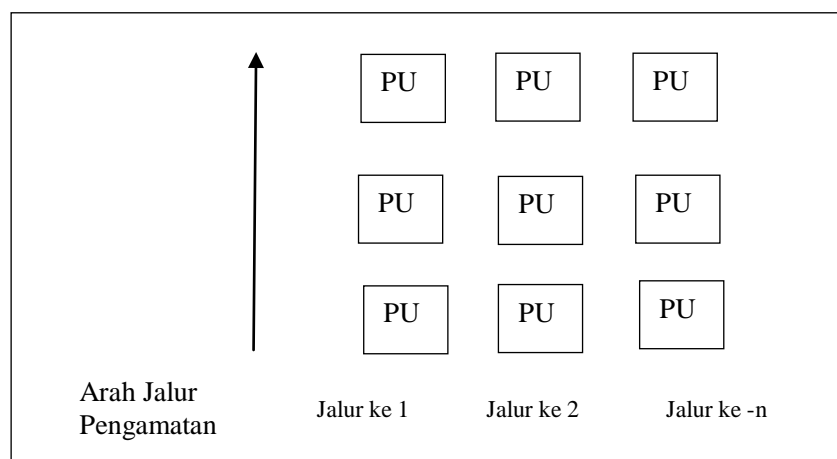 PU PU PU
PU PU PU
PU PU PU
Arah Jalur
Pengamatan
Jalur ke 1 Jalur ke 2 Jalur ke -n